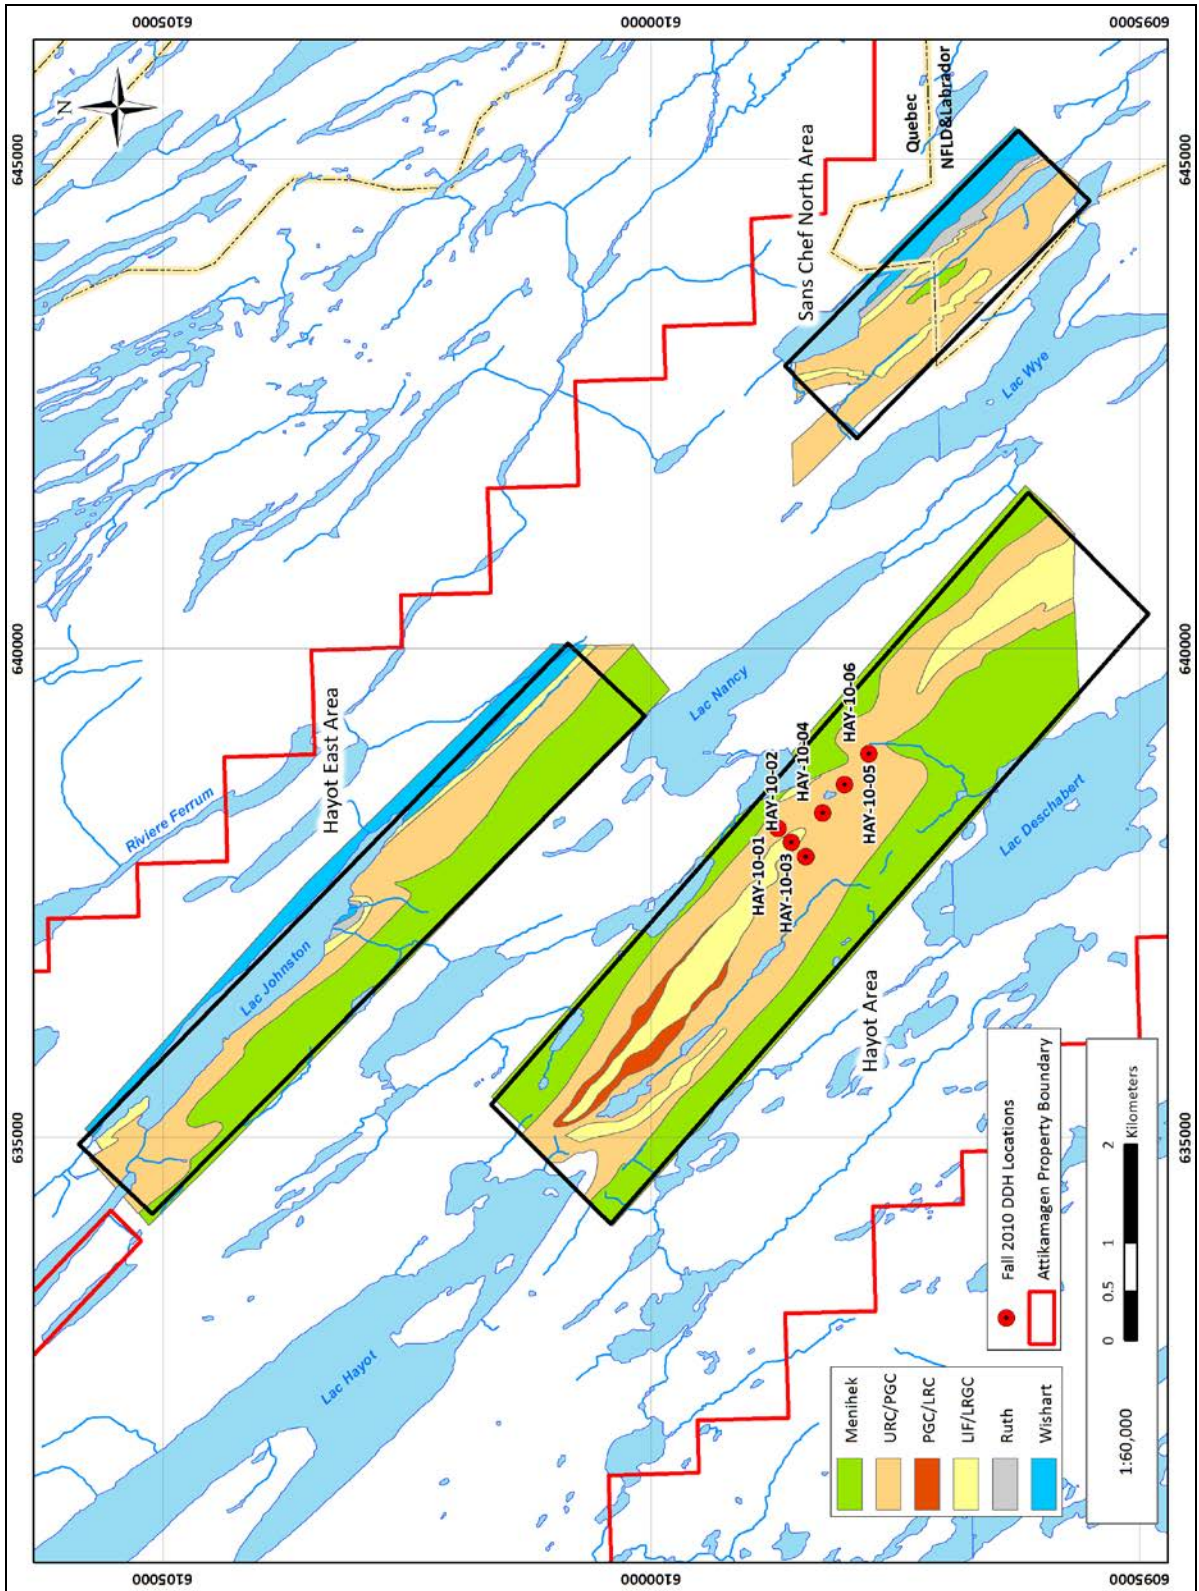 635000
640000
645000
6105000
6105000
N
Riviere Ferrum
Hayot East Area
Lac Johnston
Lac Hayot
Lac Nancy
Sans Chef North Area
Quebec
NFLD&Labrador
6100000
6100000
Lac Wye
HAY-10-01
HAY-10-02
HAY-10-03
HAY-10-04
HAY-10-05
HAY-10-06
Lac Deschabert
Hayot Area
Menihek
URC/PGC
PGC/LRC
LIF/LRGC
Ruth
Wishart
Fall 2010 DDH Locations
Attikamagen Property Boundary
1:60,000
0 0.5 1 2
Kilometers
6095000
6095000
635000
640000
645000